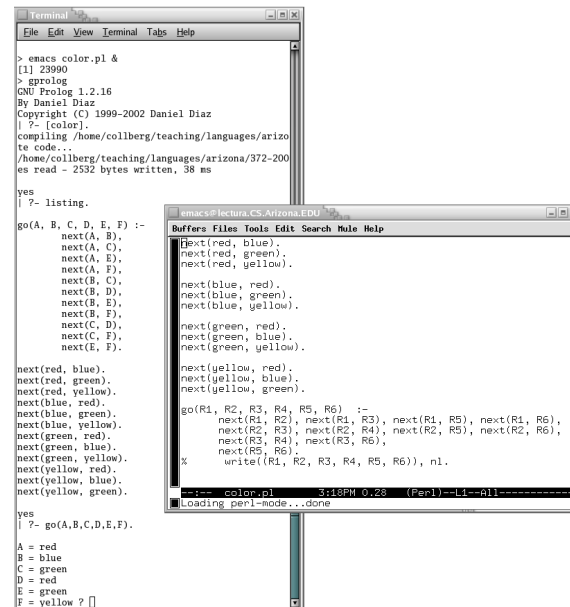 Terminal
File Edit View Terminal Tabs Help
> emacs color.pl &
[1] 23990
> gprolog
GNU Prolog 1.2.16
By Daniel Diaz
Copyright (C) 1999-2002 Daniel Diaz
| ?- [color].
compiling /home/collberg/teaching/languages/arizo
te code...
/home/collberg/teaching/languages/arizona/372-200
es read - 2532 bytes written, 38 ms
yes
| ?- listing.
go(A, B, C, D, E, F) :-
next(A, B),
next(A, C),
next(A, E),
next(A, F),
next(B, C),
next(B, D),
next(B, E),
next(B, F),
next(C, D),
next(C, F),
next(E, F).
next(red, blue).
next(red, green).
next(red, yellow).
next(blue, red).
next(blue, green).
next(blue, yellow).
next(green, red).
next(green, blue).
next(green, yellow).
next(yellow, red).
next(yellow, blue).
next(yellow, green).
yes
| ?- go(A,B,C,D,E,F).
A = red
B = blue
C = green
D = red
E = green
F = yellow ?
emacs@lectura.CS.Arizona.EDU
Buffers Files Tools Edit Search Mule Help
next(red, blue).
next(red, green).
next(red, yellow).
next(blue, red).
next(blue, green).
next(blue, yellow).
next(green, red).
next(green, blue).
next(green, yellow).
next(yellow, red).
next(yellow, blue).
next(yellow, green).
go(R1, R2, R3, R4, R5, R6) :-
next(R1, R2), next(R1, R3), next(R1, R5), next(R1, R6),
next(R2, R3), next(R2, R4), next(R2, R5), next(R2, R6),
next(R3, R4), next(R3, R6),
next(R5, R6).
% write((R1, R2, R3, R4, R5, R6)), nl.
--:-- color.pl 3:18PM 0.28 (Perl)--L1--All-----------
Loading perl-mode...done